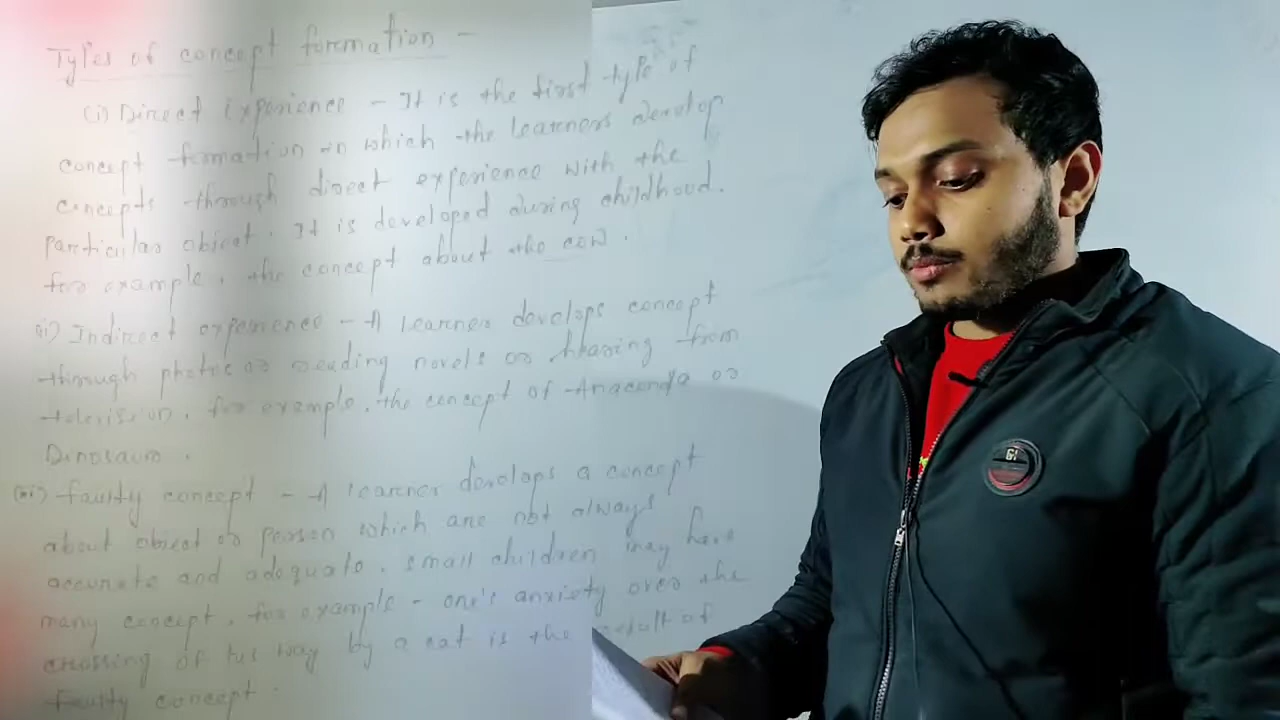 Types of concept formation -
(i) Direct experience - It is the first type of
concept formation in which the learners develop
concepts through direct experience with the
particular object. It is developed during childhood.
for example, the concept about the cow.
(ii) Indirect experience - A learner develops concept
through photos or reading novels or hearing from
television. for example, the concept of Anaconda or
Dinosaurs.
(iii) Faulty concept - A learner develops a concept
about object or person which are not always
accurate and adequate. small children may have
many concept. for example - one's anxiety over the
crossing of his way by a cat is the result of
faulty concept.